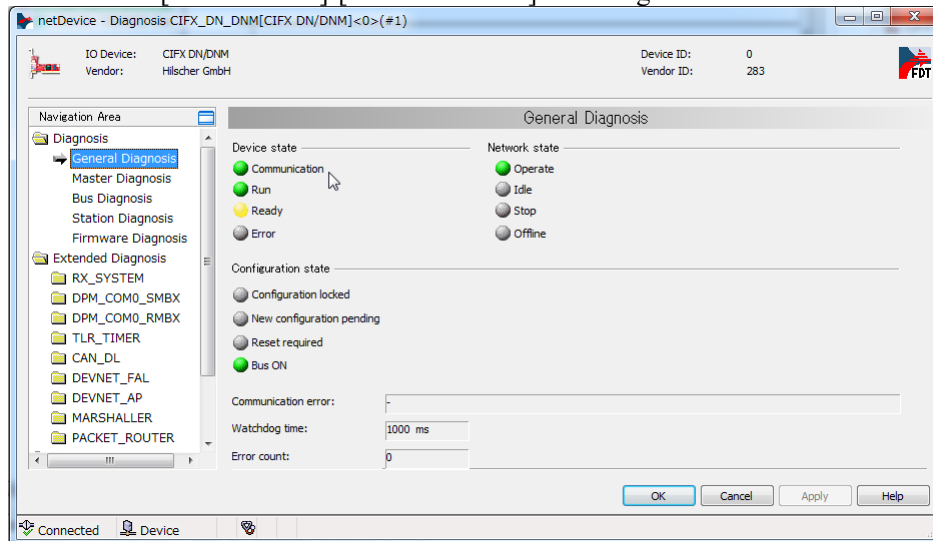 netDevice - Diagnosis CIFX_DN_DNM[CIFX DN/DNM]<0>(#1)
IO Device: CIFX DN/DNM Device ID: 0
Vendor: Hilscher GmbH Vendor ID: 283
FDT
Navigation Area
Diagnosis
General Diagnosis
Master Diagnosis
Bus Diagnosis
Station Diagnosis
Firmware Diagnosis
Extended Diagnosis
RX_SYSTEM
DPM_COM0_SMBX
DPM_COM0_RMBX
TLR_TIMER
CAN_DL
DEVNET_FAL
DEVNET_AP
MARSHALLER
PACKET_ROUTER
General Diagnosis
Device state
Communication
Run
Ready
Error
Network state
Operate
Idle
Stop
Offline
Configuration state
Configuration locked
New configuration pending
Reset required
Bus ON
Communication error: -
Watchdog time: 1000 ms
Error count: 0
OK Cancel Apply Help
Connected Device